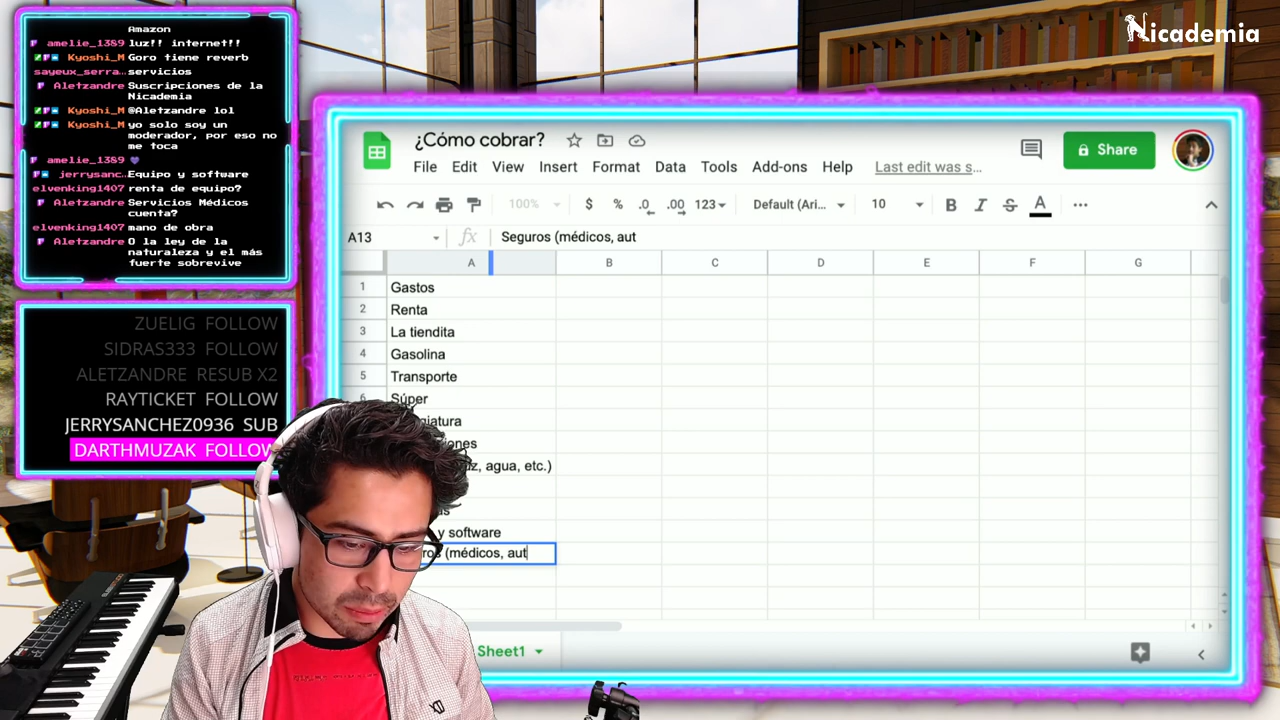 Amazon
amelie_1389 luz!! internet!!
Kyoshi_M Goro tiene reverb
sayeux_serra… servicios
Aletzandre Suscripciones de la
Nicademia
Kyoshi_M @Aletzandre lol
Kyoshi_M yo solo soy un
moderador, por eso no
me toca
amelie_1389
jerrysanc… Equipo y software
elvenking1407 renta de equipo?
Aletzandre Servicios Médicos
cuenta?
elvenking1407 mano de obra
Aletzandre O la ley de la
naturaleza y el más
fuerte sobrevive
ZUELIG FOLLOW
SIDRAS333 FOLLOW
ALETZANDRE RESUB X2
RAYTICKET FOLLOW
JERRYSANCHEZ0936 SUB
DARTHMUZAK FOLLOW
Nicademia
¿Cómo cobrar?
File Edit View Insert Format Data Tools Add-ons Help Last edit was s…
Share
100% $ % .0 .00 123 Default (Ari… 10 B I S A
A13 fx Seguros (médicos, aut
A B C D E F G
1 Gastos
2 Renta
3 La tiendita
4 Gasolina
5 Transporte
6 Súper
agua, etc.)
y software
(médicos, aut
Sheet1